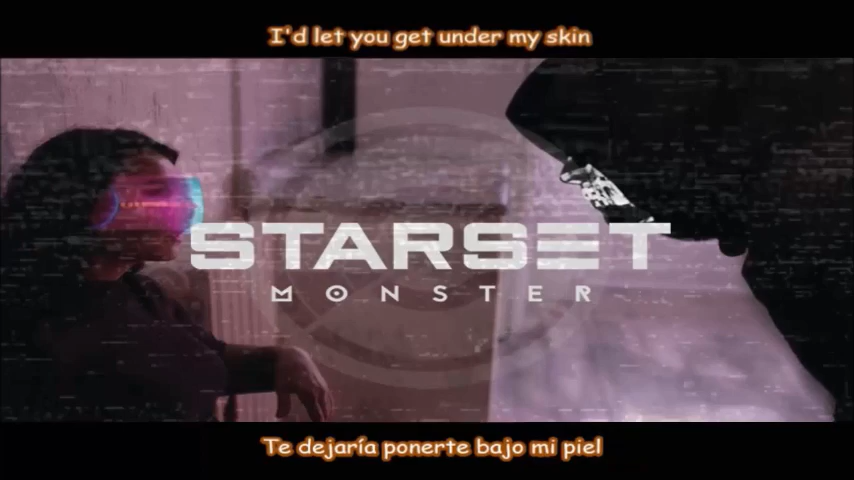 I'd let you get under my skin
STARSET
MONSTER
Te dejaría ponerte bajo mi piel